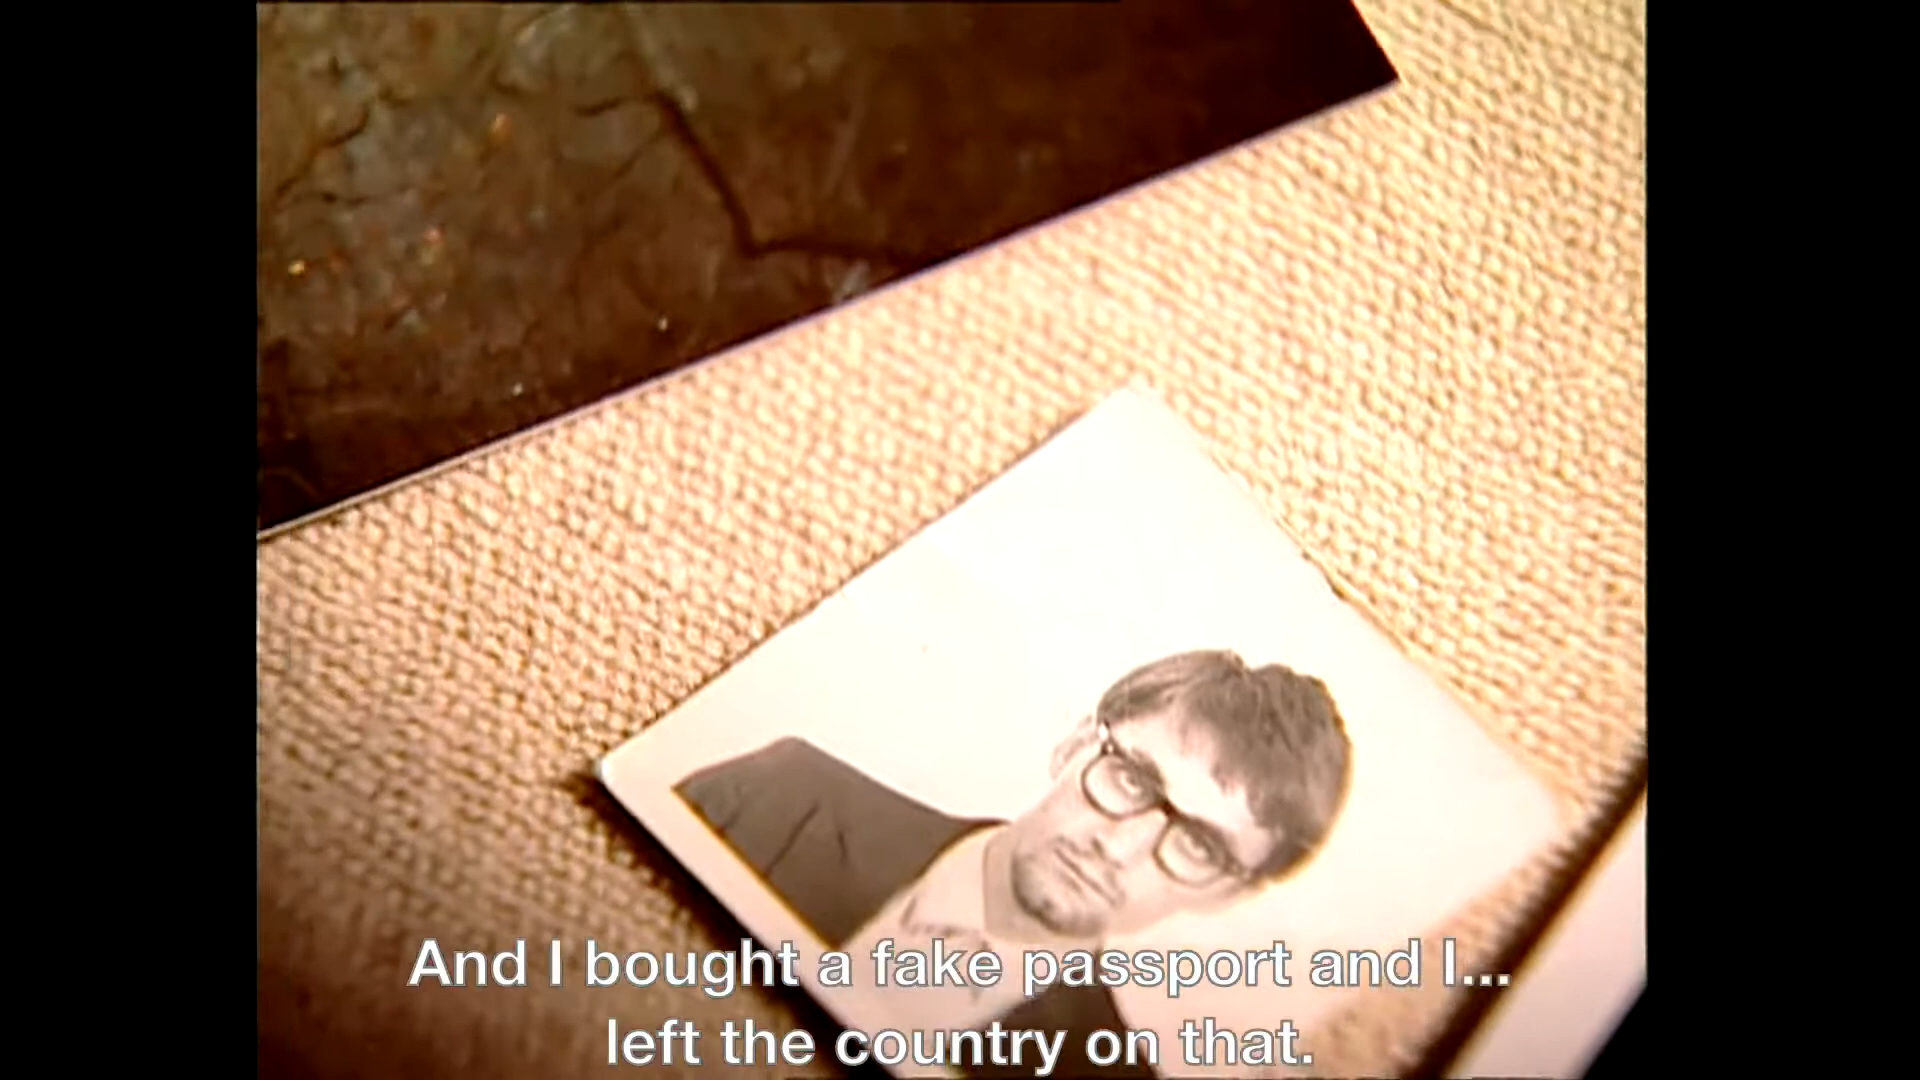 And I bought a fake passport and I...
left the country on that.